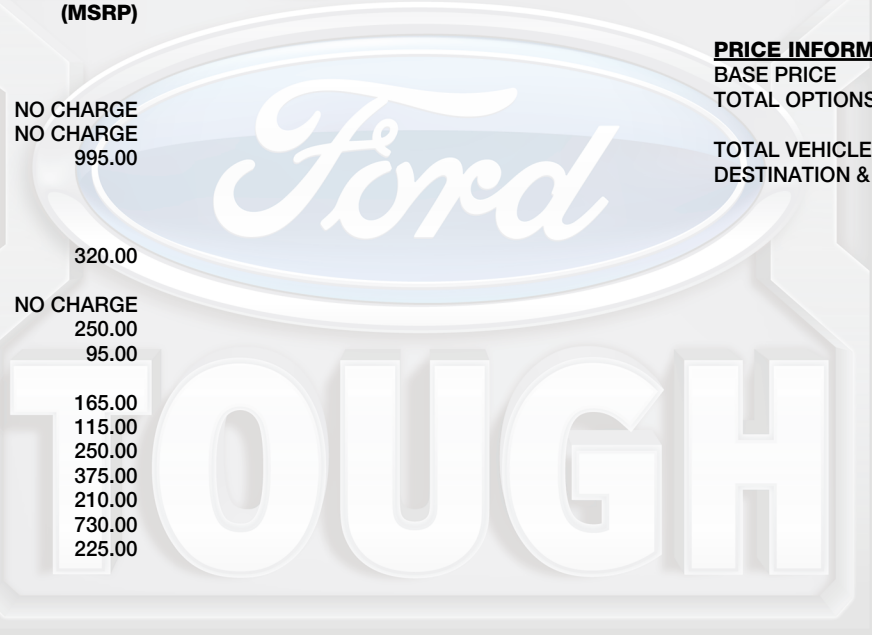 (MSRP)
NO CHARGE
NO CHARGE
995.00
320.00
NO CHARGE
250.00
95.00
165.00
115.00
250.00
375.00
210.00
730.00
225.00
PRICE INFORM
BASE PRICE
TOTAL OPTIONS
TOTAL VEHICLE
DESTINATION &
Ford
TOUGH